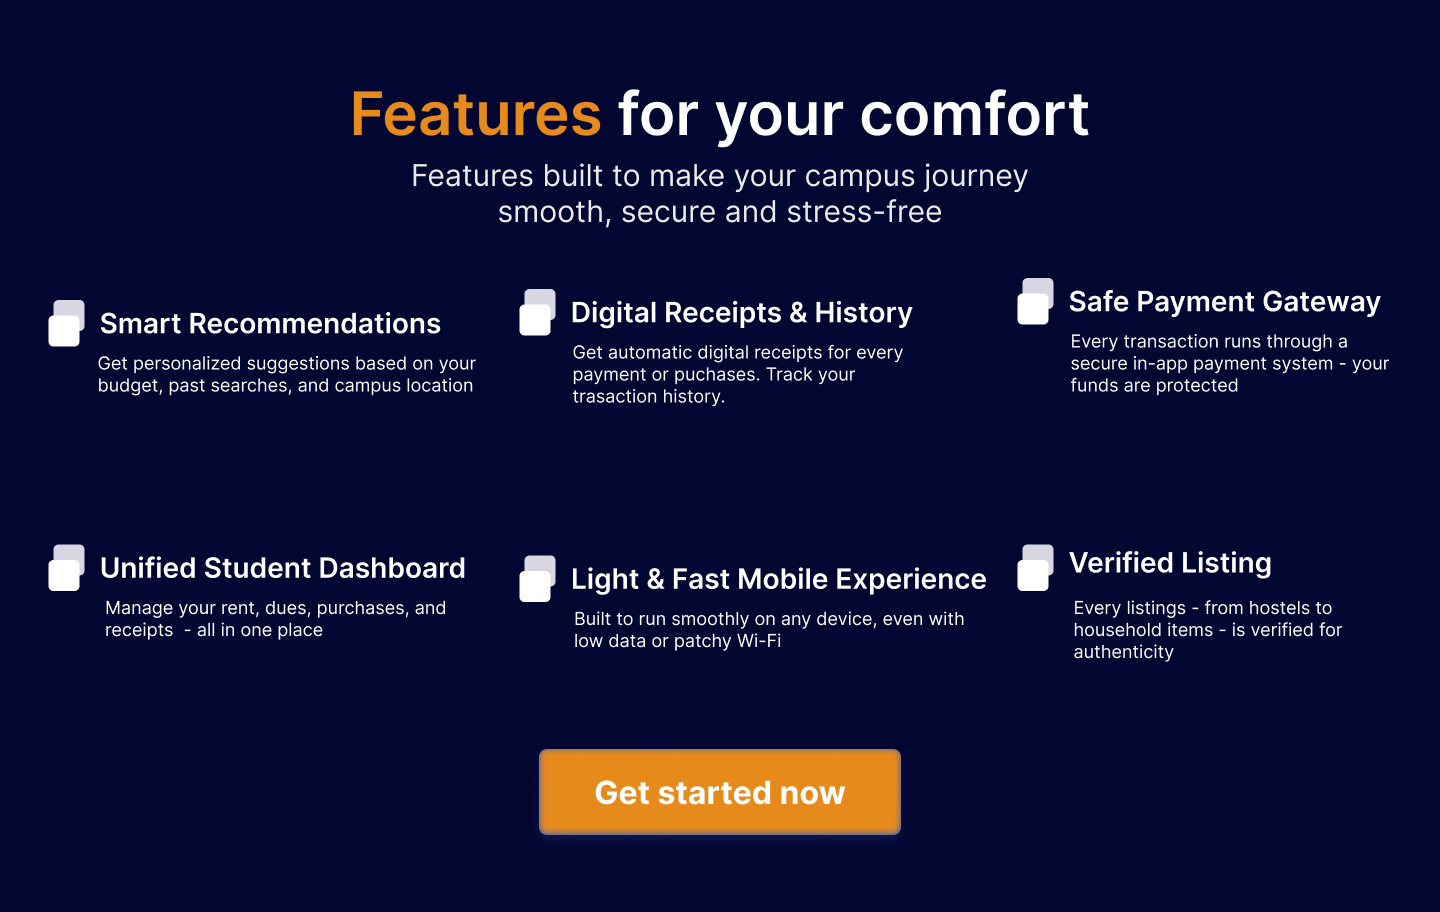 Features for your comfort
Features built to make your campus journey
smooth, secure and stress-free
Smart Recommendations
Get personalized suggestions based on your
budget, past searches, and campus location
Digital Receipts & History
Get automatic digital receipts for every
payment or puchases. Track your
trasaction history.
Safe Payment Gateway
Every transaction runs through a
secure in-app payment system - your
funds are protected
Unified Student Dashboard
Manage your rent, dues, purchases, and
receipts  - all in one place
Light & Fast Mobile Experience
Built to run smoothly on any device, even with
low data or patchy Wi-Fi
Verified Listing
Every listings - from hostels to
household items - is verified for
authenticity
Get started now